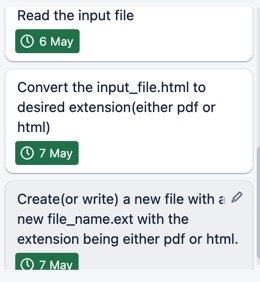 Read the input file
6 May
Convert the input_file.html to
desired extension(either pdf or
html)
7 May
Create(or write) a new file with a
new file_name.ext with the
extension being either pdf or html.
7 May